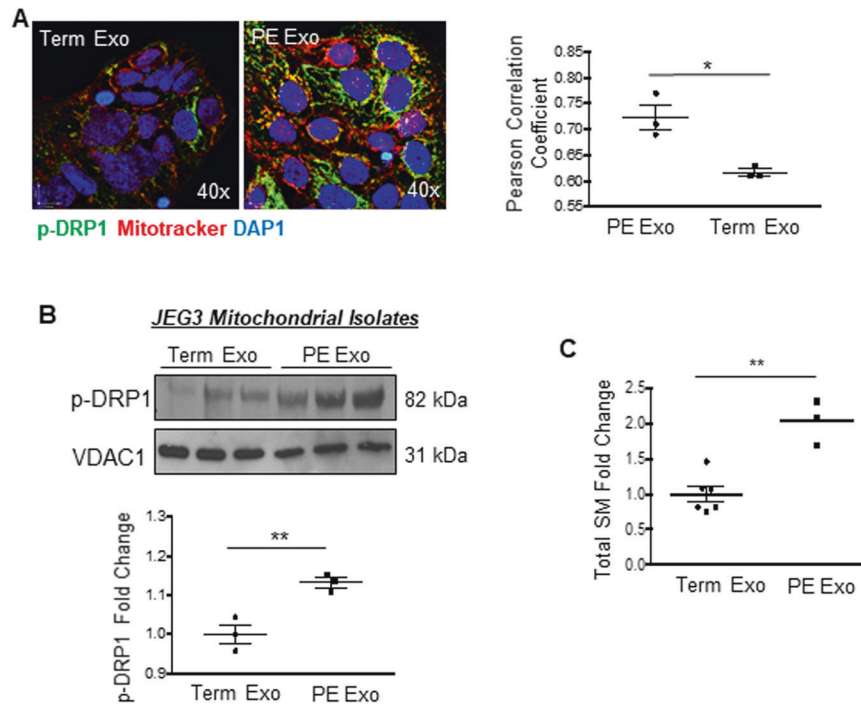 A
Term Exo
PE Exo
40x
40x
p-DRP1 Mitotracker DAP1
Pearson Correlation
Coefficient
0.85
0.80
0.75
0.70
0.65
0.60
0.55
*
PE Exo
Term Exo
B
JEG3 Mitochondrial Isolates
Term Exo
PE Exo
p-DRP1
82 kDa
VDAC1
31 kDa
p-DRP1 Fold Change
1.3
1.2
1.1
1.0
0.9
**
Term Exo
PE Exo
C
Total SM Fold Change
2.5
2.0
1.5
1.0
0.5
0.0
**
Term Exo
PE Exo